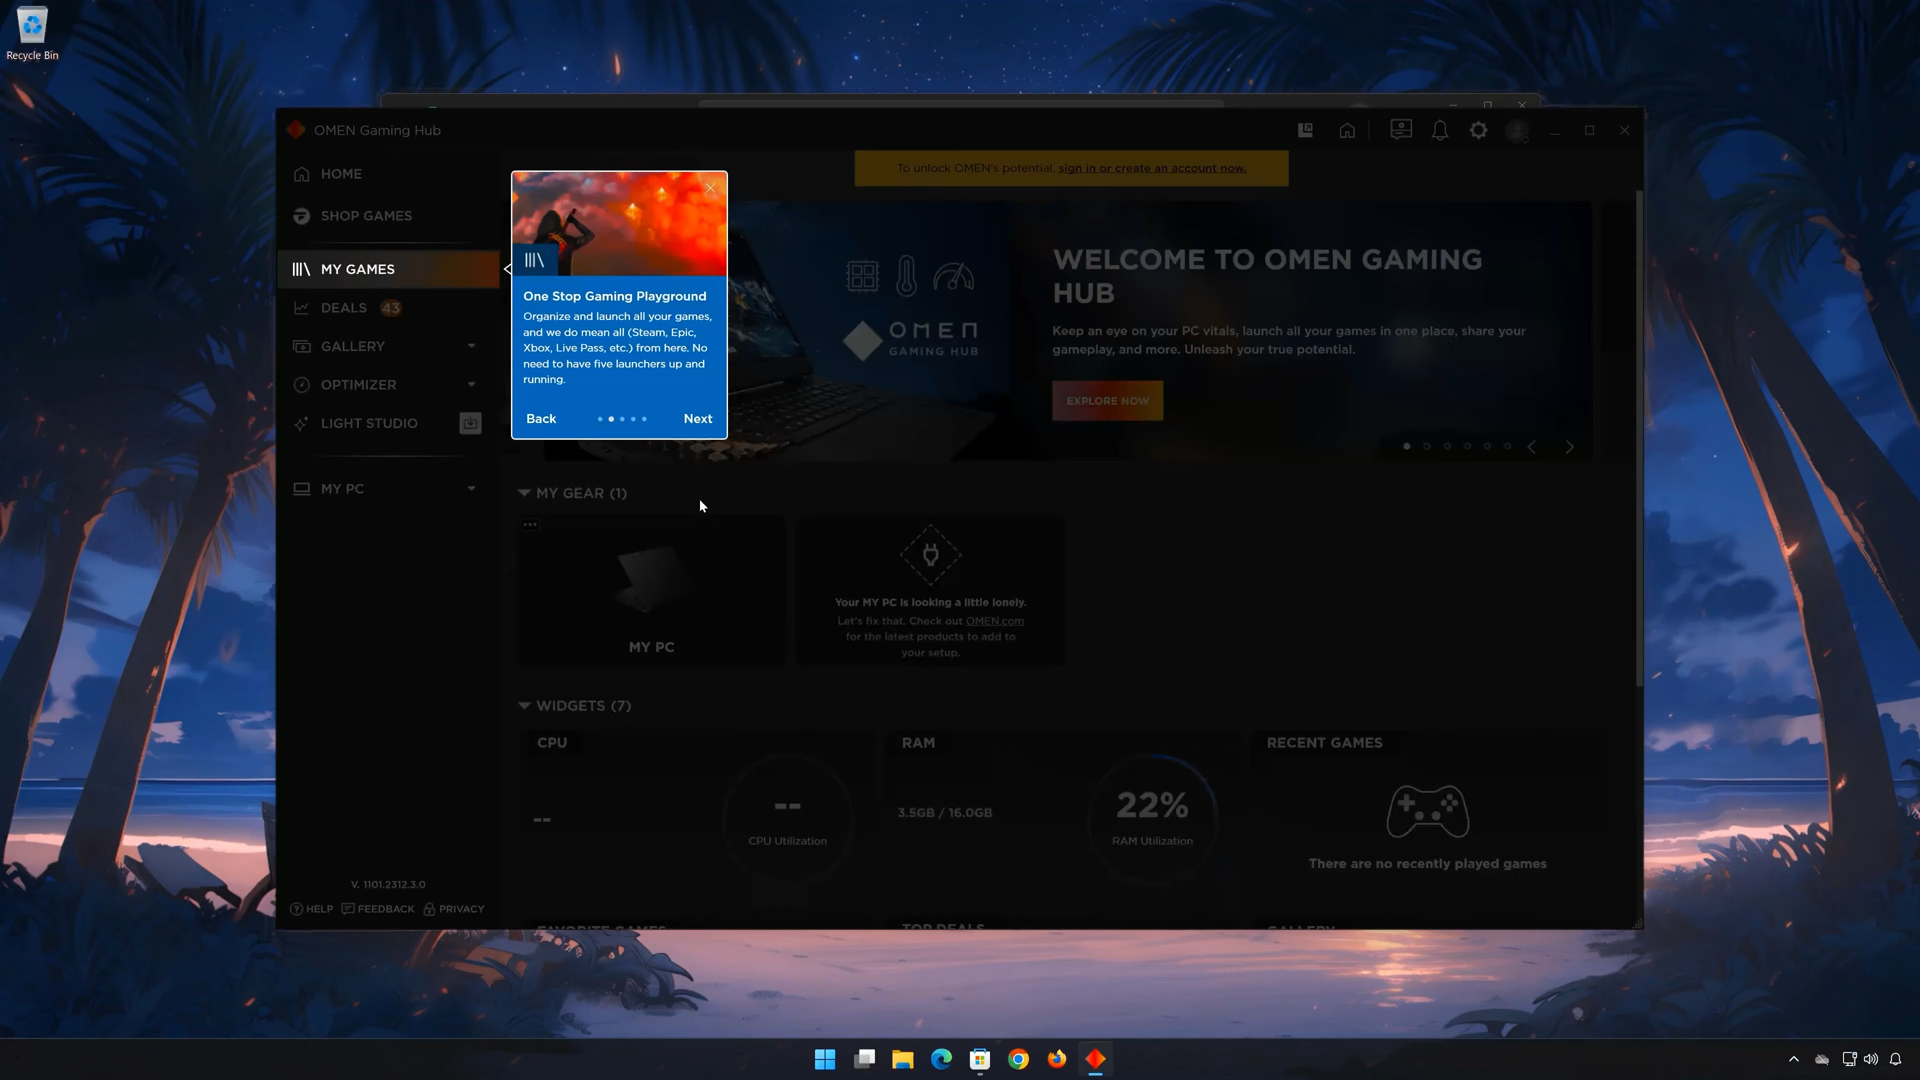 Recycle Bin
OMEN Gaming Hub
To unlock OMEN's potential, sign in or create an account now.
HOME
SHOP GAMES
MY GAMES
DEALS 43
GALLERY
OPTIMIZER
LIGHT STUDIO
MY PC
One Stop Gaming Playground
Organize and launch all your games,
and we do mean all (Steam, Epic,
Xbox, Live Pass, etc.) from here. No
need to have five launchers up and
running.
Back
Next
OMEN
GAMING HUB
WELCOME TO OMEN GAMING
HUB
Keep an eye on your PC vitals, launch all your games in one place, share your
gameplay, and more. Unleash your true potential.
EXPLORE NOW
MY GEAR (1)
MY PC
Your MY PC is looking a little lonely.
Let's fix that. Check out OMEN.com
for the latest products to add to
your setup.
WIDGETS (7)
CPU
--
--
CPU Utilization
RAM
3.5GB / 16.0GB
22%
RAM Utilization
RECENT GAMES
There are no recently played games
FAVORITE GAMES
TOP DEALS
GALLERY
V. 1101.2312.3.0
HELP
FEEDBACK
PRIVACY